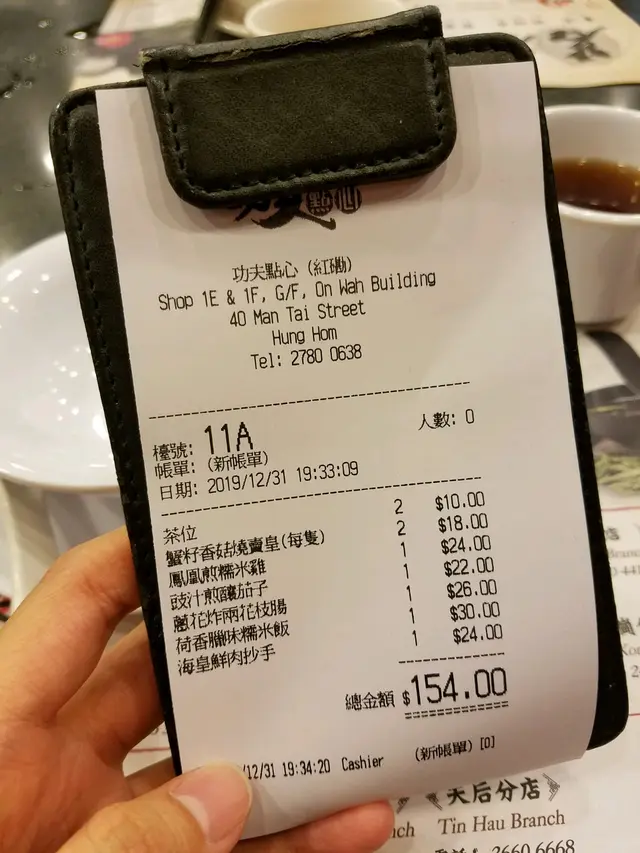 點心
功夫點心 (紅磡)
Shop 1E & 1F, G/F, On Wah Building
40 Man Tai Street
Hung Hom
Tel: 2780 0638
檯號: 11A 人數: 0
帳單: (新帳單)
日期: 2019/12/31 19:33:09
茶位 2 $10.00
蟹籽香菇燒賣皇(每隻) 2 $18.00
鳳凰煎糯米雞 1 $24.00
豉汁煎釀茄子 1 $22.00
蔥花炸兩花枝腸 1 $26.00
荷香臘味糯米飯 1 $30.00
海皇鮮肉抄手 1 $24.00
總金額 $154.00
/12/31 19:34:20 Cashier (新帳單) [0]
天后分店
Tin Hau Branch
2660 6668